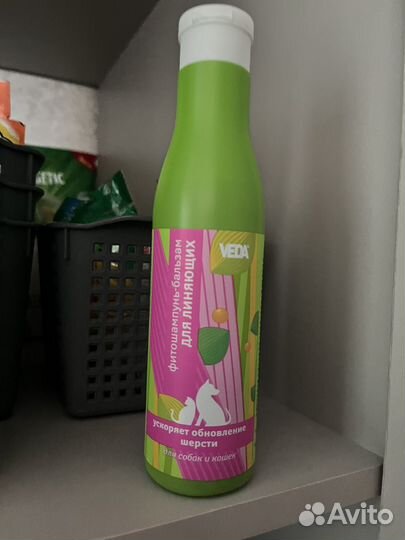 VEDA®
фитошампунь-бальзам
ДЛЯ ЛИНЯЮЩИХ
ускоряет обновление
шерсти
для собак и кошек
Avito